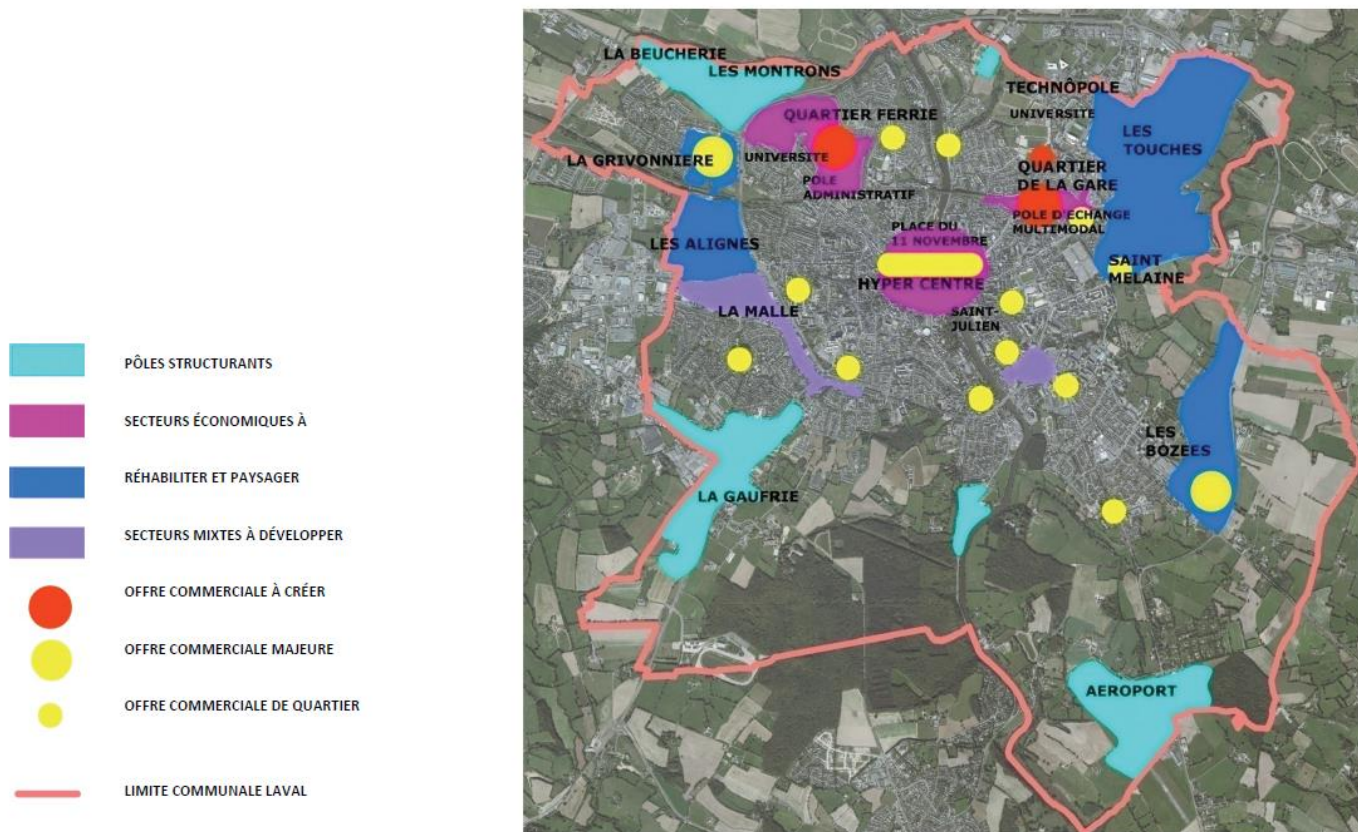 PÔLES STRUCTURANTS
SECTEURS ÉCONOMIQUES À
RÉHABILITER ET PAYSAGER
SECTEURS MIXTES À DÉVELOPPER
OFFRE COMMERCIALE À CRÉER
OFFRE COMMERCIALE MAJEURE
OFFRE COMMERCIALE DE QUARTIER
LIMITE COMMUNALE LAVAL
LA BEUCHERIE
LES MONTRONS
TECHNÔPOLE
UNIVERSITE
QUARTIER FERRIE
LES
TOUCHES
LA GRIVONNIERE
UNIVERSITE
POLE
ADMINISTRATIF
QUARTIER
DE LA GARE
POLE D'ECHANGE
MULTIMODAL
PLACE DU
11 NOVEMBRE
LES ALIGNES
HYPER CENTRE
SAINT
MELAINE
LA MALLE
SAINT-
JULIEN
LES
BOZEES
LA GAUFRIE
AEROPORT